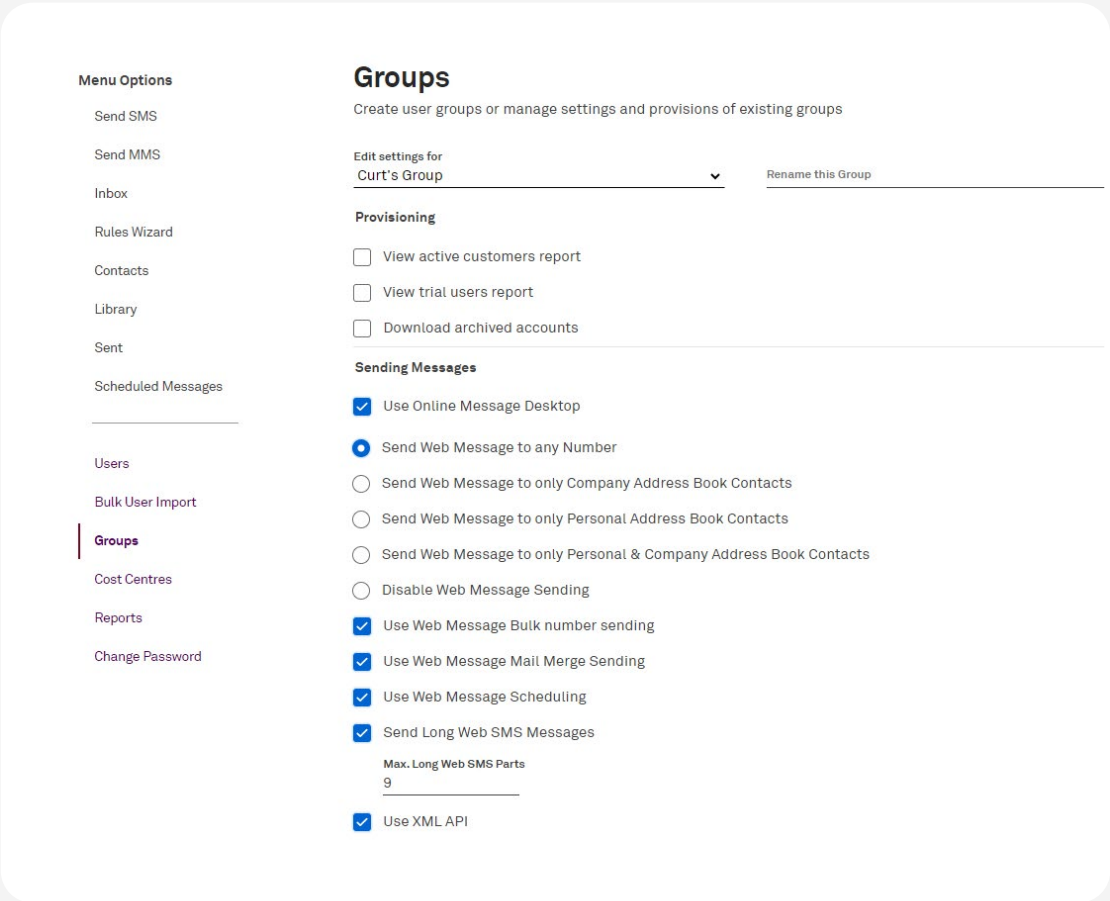 Menu Options
Send SMS
Send MMS
Inbox
Rules Wizard
Contacts
Library
Sent
Scheduled Messages
Users
Bulk User Import
Groups
Cost Centres
Reports
Change Password
Groups
Create user groups or manage settings and provisions of existing groups
Edit settings for
Curt's Group
Rename this Group
Provisioning
View active customers report
View trial users report
Download archived accounts
Sending Messages
Use Online Message Desktop
Send Web Message to any Number
Send Web Message to only Company Address Book Contacts
Send Web Message to only Personal Address Book Contacts
Send Web Message to only Personal & Company Address Book Contacts
Disable Web Message Sending
Use Web Message Bulk number sending
Use Web Message Mail Merge Sending
Use Web Message Scheduling
Send Long Web SMS Messages
Max. Long Web SMS Parts
9
Use XML API